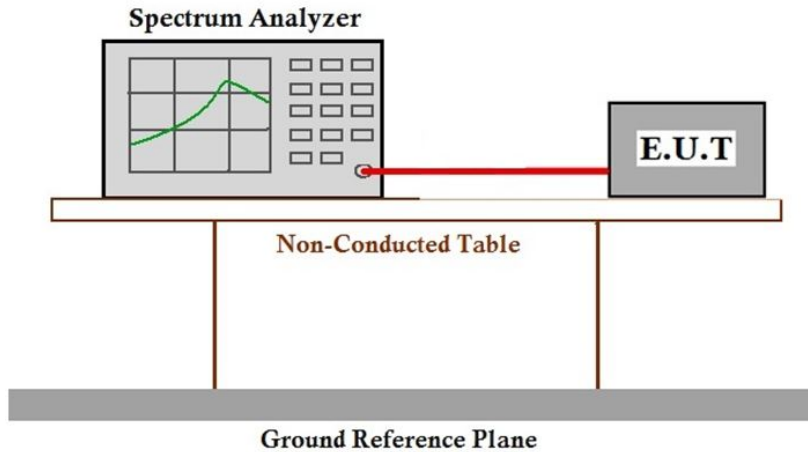 Spectrum Analyzer
E.U.T
Non-Conducted Table
Ground Reference Plane